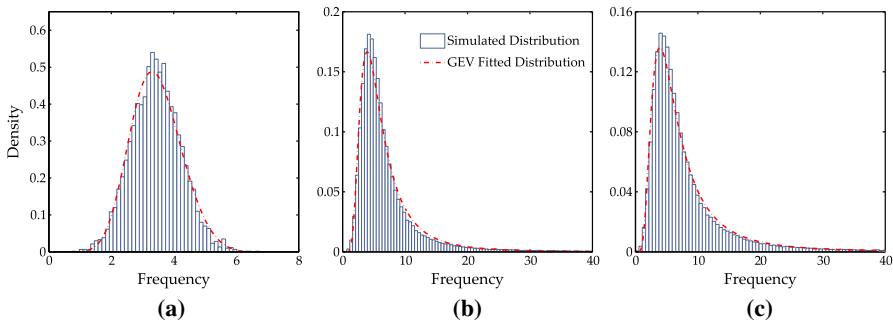 0.6
0.5
0.4
0.3
0.2
0.1
0
Density
0 2 4 6 8
Frequency
(a)
0.2
0.15
0.1
0.05
0
Simulated Distribution
GEV Fitted Distribution
0 10 20 30 40
Frequency
(b)
0.16
0.12
0.08
0.04
0
0 10 20 30 40
Frequency
(c)